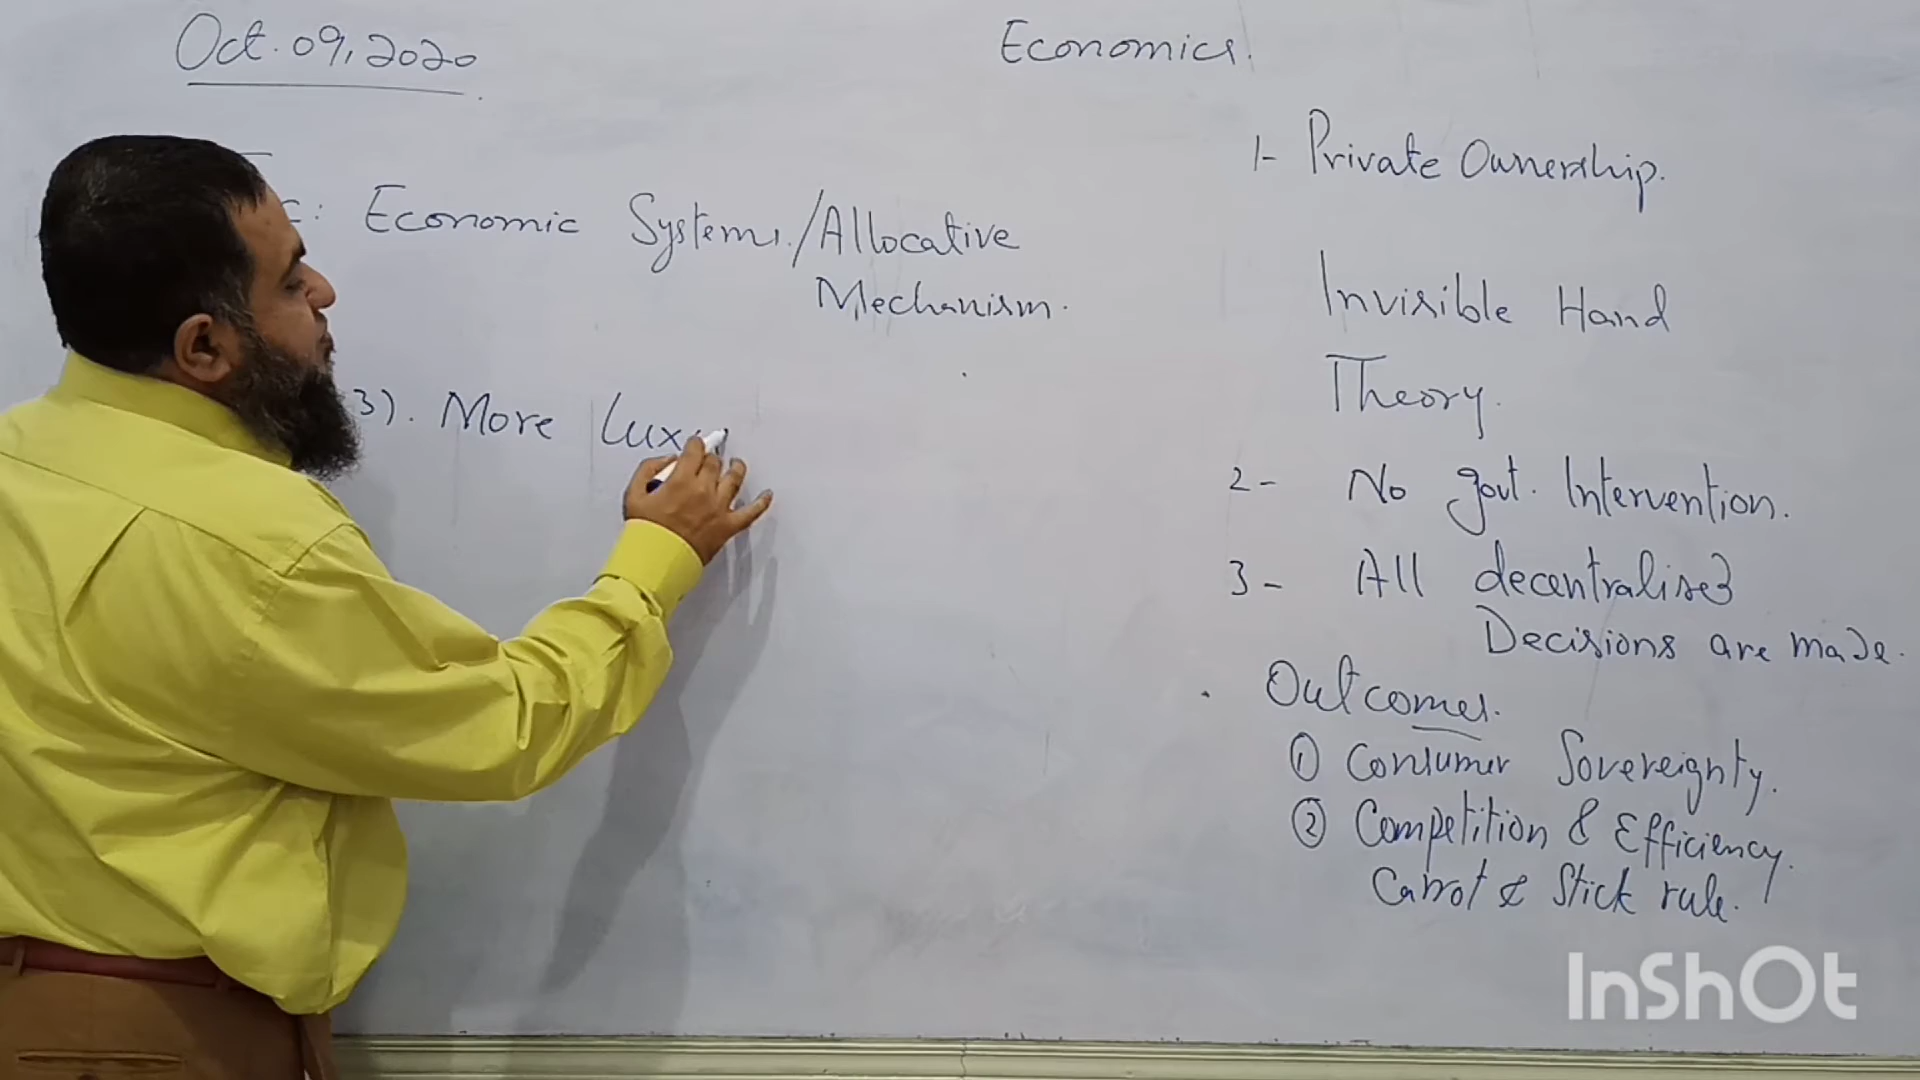 Oct. 09, 2020
Economics.
c: Economic Systems./Allocative
Mechanism.
3). More Lux
1- Private Ownership.
Invisible Hand
Theory.
2- No govt. Intervention.
3- All decentralised
Decisions are made.
Outcomes.
① Consumer Sovereignty.
② Competition & Efficiency.
Carrot & Stick rule.
InShOt